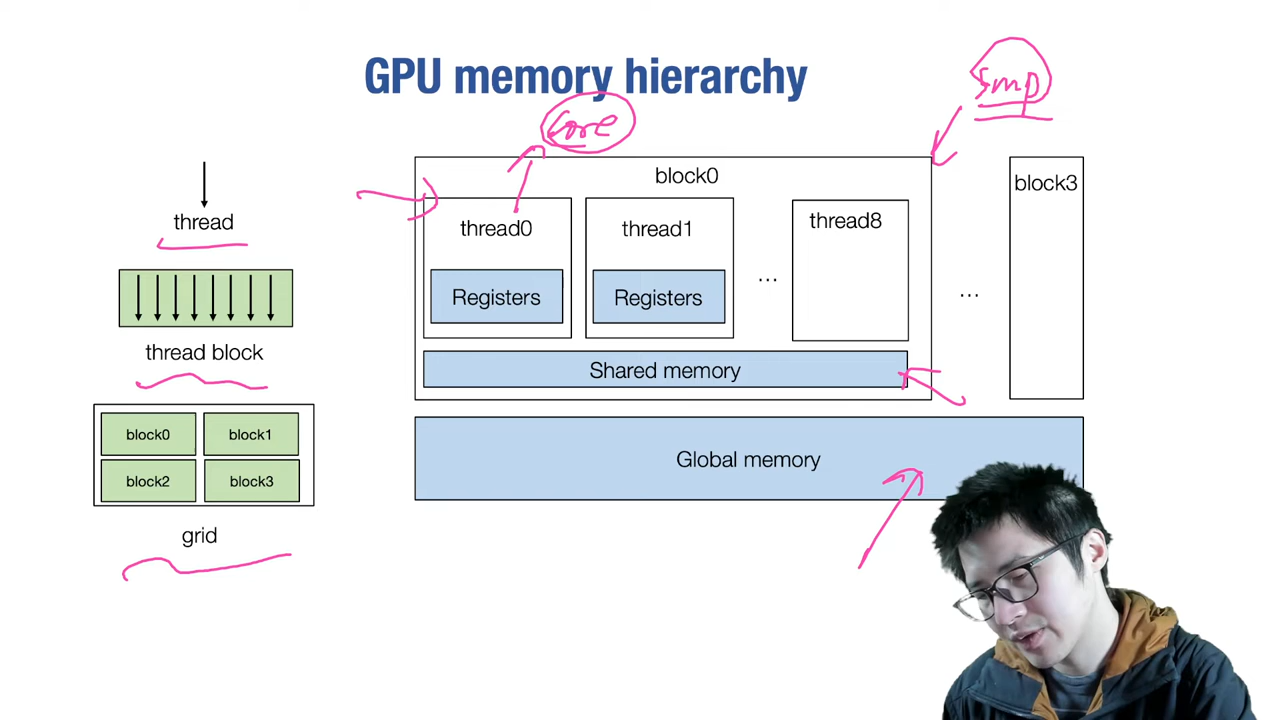 GPU memory hierarchy
smp
Core
thread
thread block
block0
block1
block2
block3
grid
block0
thread0
Registers
thread1
Registers
...
thread8
Shared memory
...
block3
Global memory